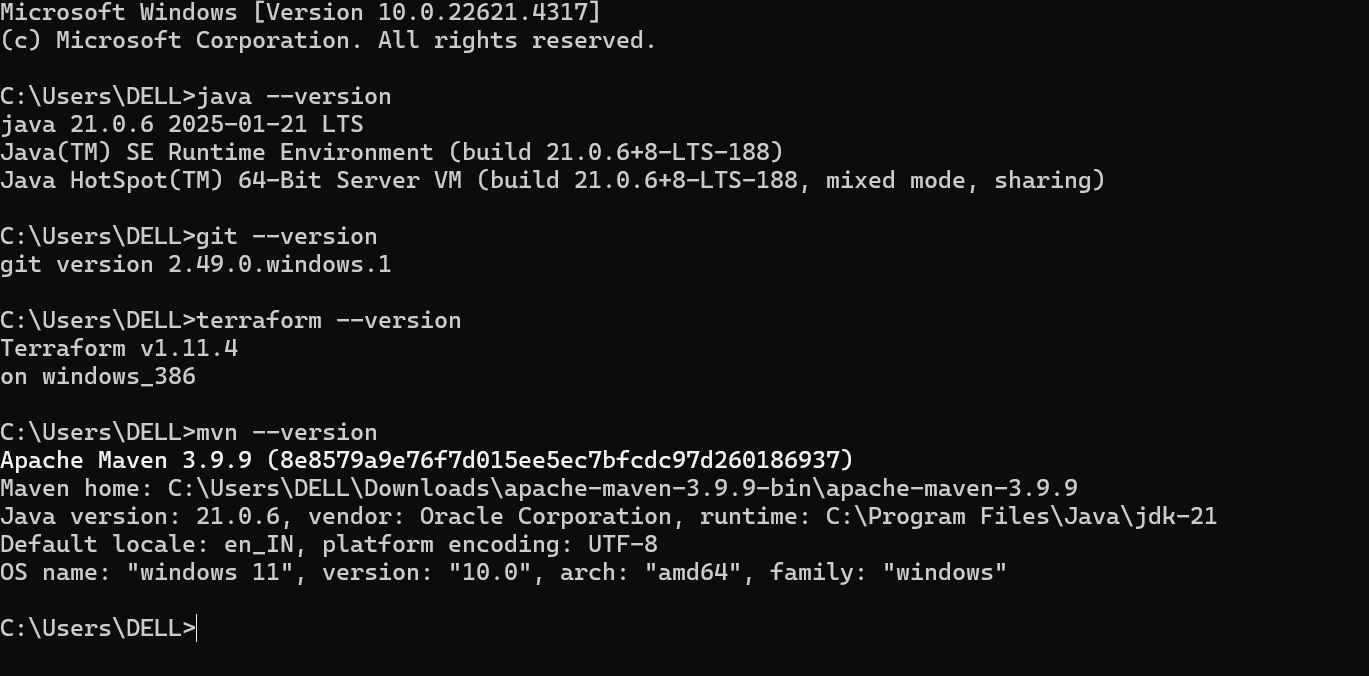 Microsoft Windows [Version 10.0.22621.4317]
(c) Microsoft Corporation. All rights reserved.
C:\Users\DELL>java --version
java 21.0.6 2025-01-21 LTS
Java(TM) SE Runtime Environment (build 21.0.6+8-LTS-188)
Java HotSpot(TM) 64-Bit Server VM (build 21.0.6+8-LTS-188, mixed mode, sharing)
C:\Users\DELL>git --version
git version 2.49.0.windows.1
C:\Users\DELL>terraform --version
Terraform v1.11.4
on windows_386
C:\Users\DELL>mvn --version
Apache Maven 3.9.9 (8e8579a9e76f7d015ee5ec7bfcdc97d260186937)
Maven home: C:\Users\DELL\Downloads\apache-maven-3.9.9-bin\apache-maven-3.9.9
Java version: 21.0.6, vendor: Oracle Corporation, runtime: C:\Program Files\Java\jdk-21
Default locale: en_IN, platform encoding: UTF-8
OS name: "windows 11", version: "10.0", arch: "amd64", family: "windows"
C:\Users\DELL>